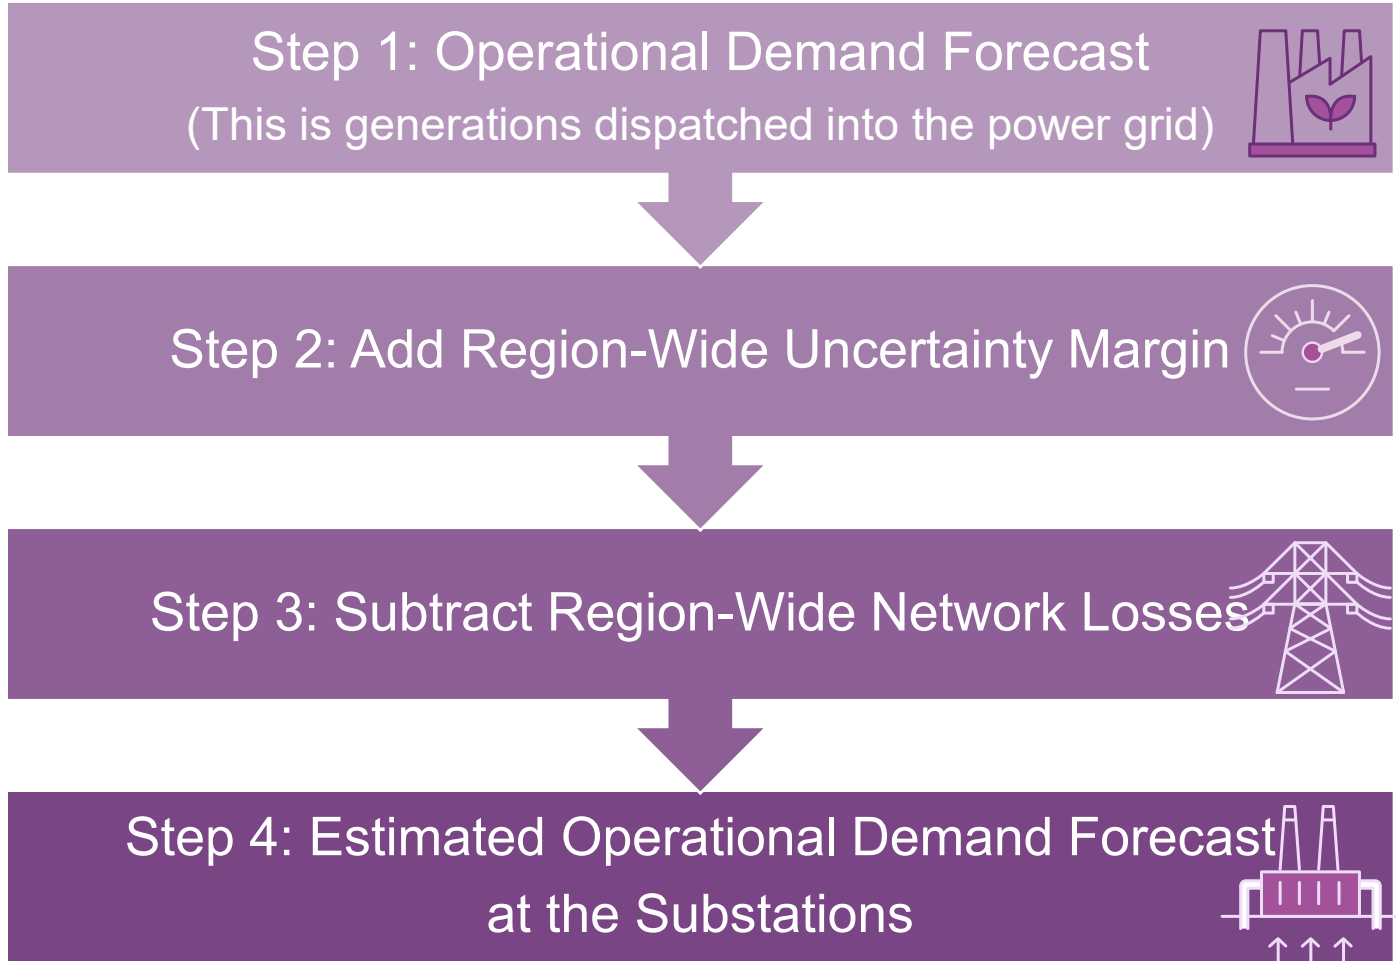 Step 1: Operational Demand Forecast
(This is generations dispatched into the power grid)
Step 2: Add Region-Wide Uncertainty Margin
Step 3: Subtract Region-Wide Network Losses
Step 4: Estimated Operational Demand Forecast
at the Substations